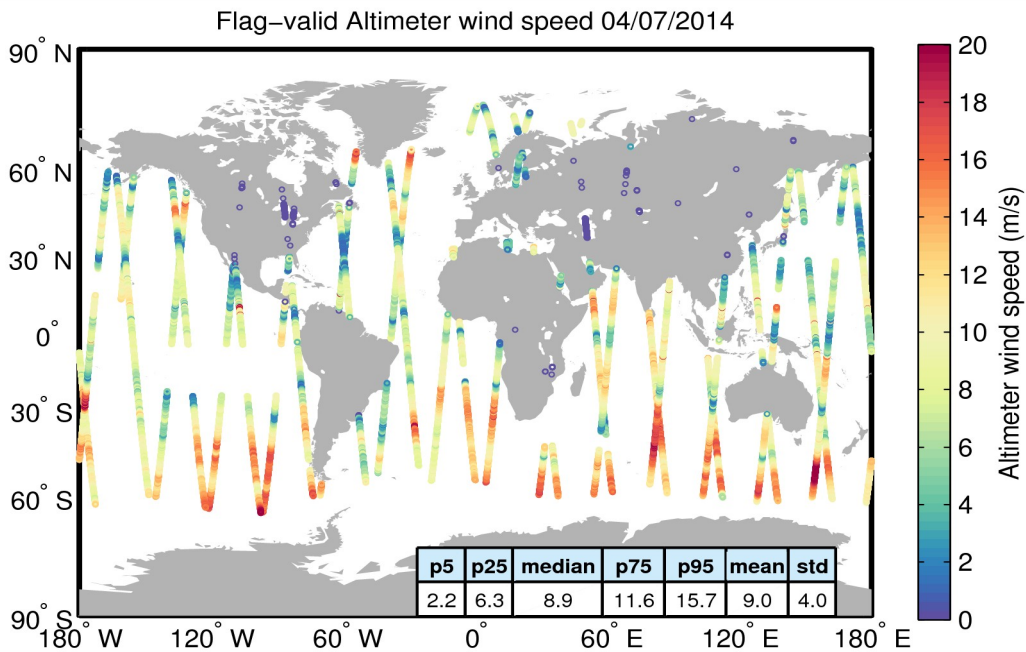 Flag−valid Altimeter wind speed 04/07/2014
90° N
60° N
30° N
0°
30° S
60° S
90° S
180° W
120° W
60° W
0°
60° E
120° E
180° E
p5 p25 median p75 p95 mean std
2.2 6.3 8.9 11.6 15.7 9.0 4.0
20
18
16
14
12
10
8
6
4
2
0
Altimeter wind speed (m/s)